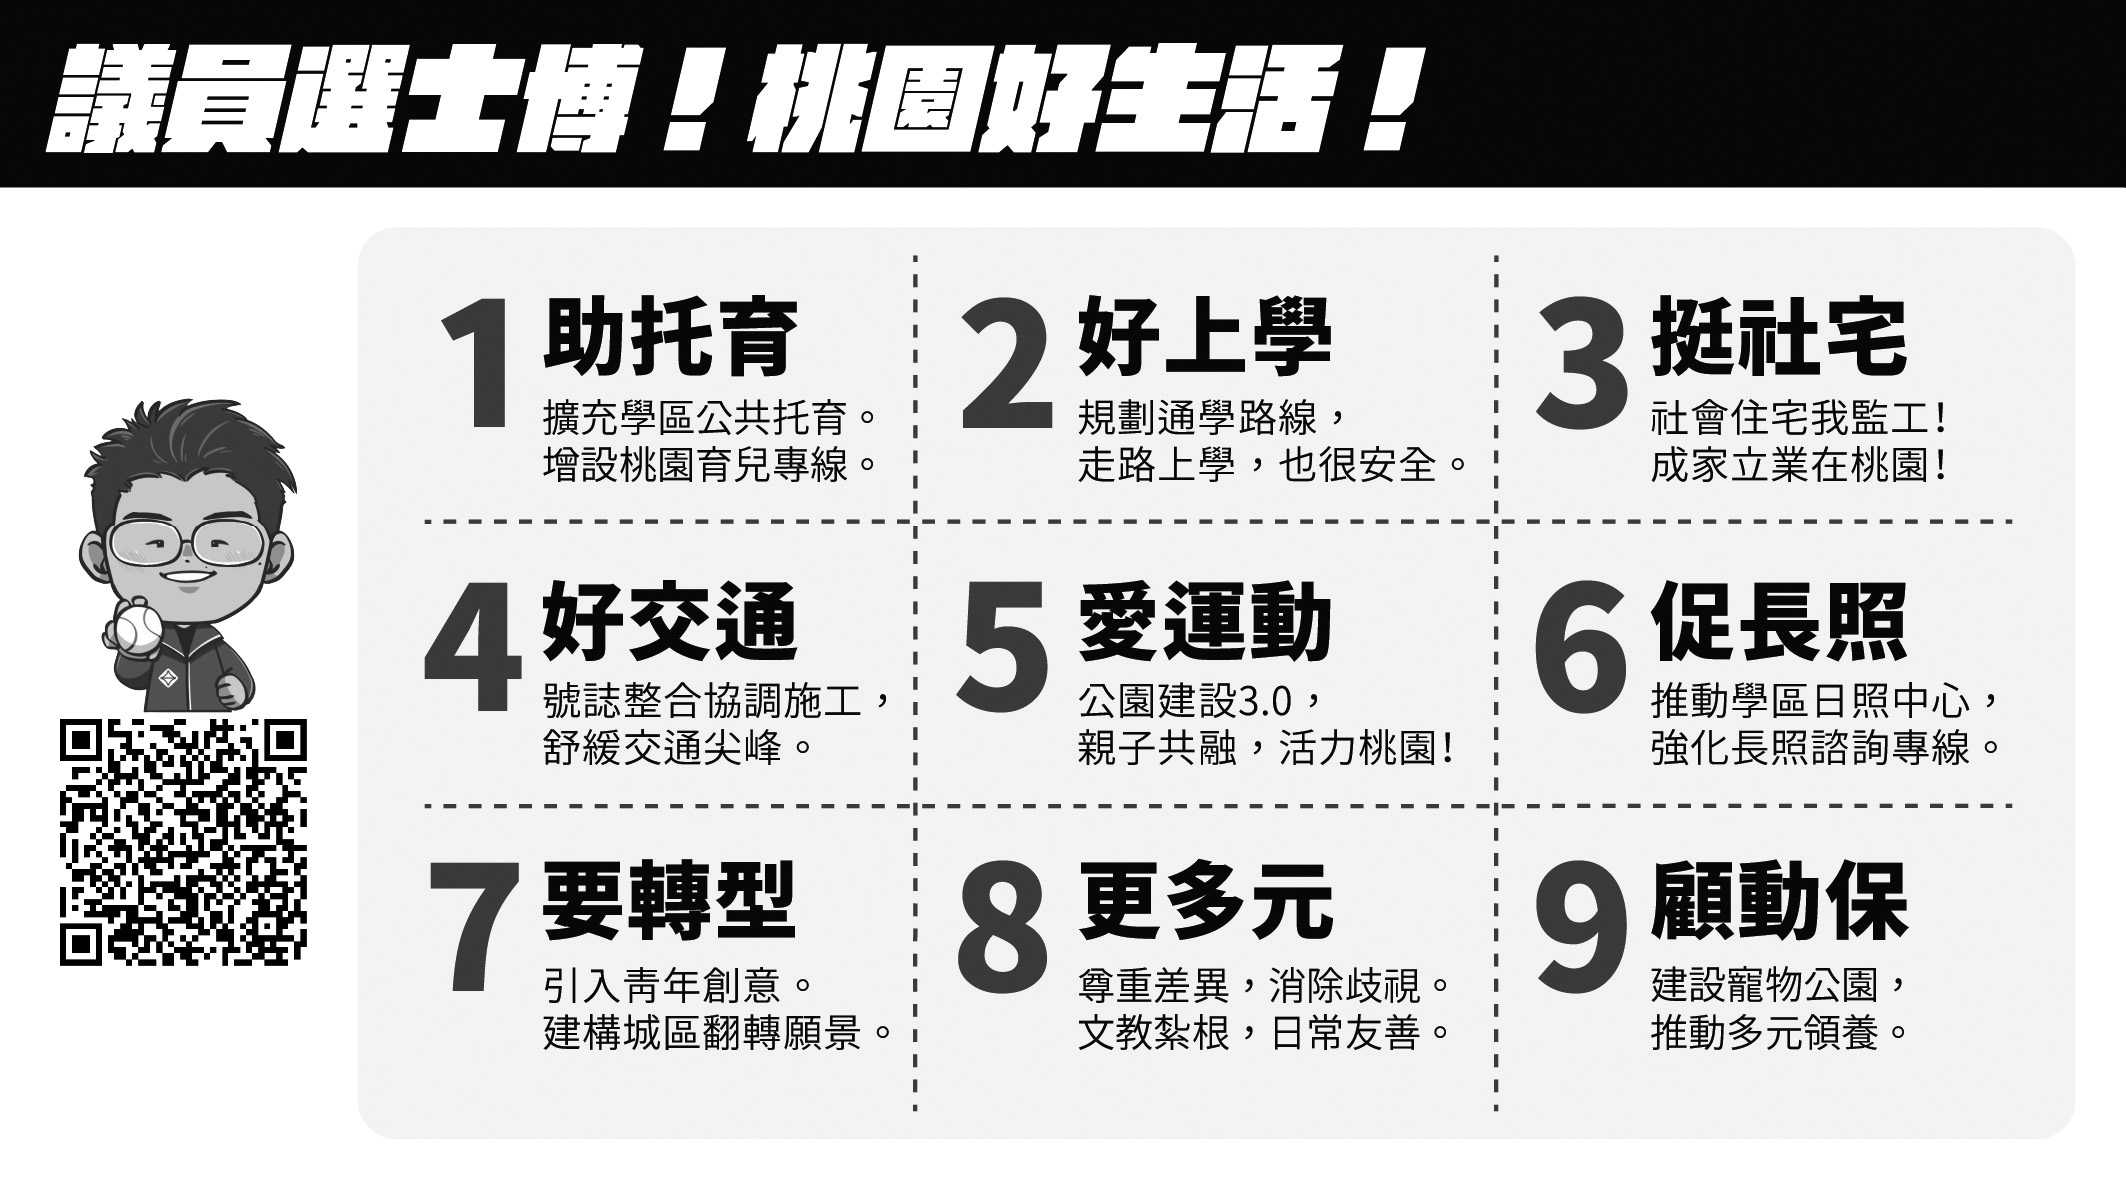 議員選士博！桃園好生活！
1 助托育
擴充學區公共托育。
增設桃園育兒專線。
2 好上學
規劃通學路線，
走路上學，也很安全。
3 挺社宅
社會住宅我監工！
成家立業在桃園！
4 好交通
號誌整合協調施工，
舒緩交通尖峰。
5 愛運動
公園建設3.0，
親子共融，活力桃園！
6 促長照
推動學區日照中心，
強化長照諮詢專線。
7 要轉型
引入青年創意。
建構城區翻轉願景。
8 更多元
尊重差異，消除歧視。
文教紮根，日常友善。
9 顧動保
建設寵物公園，
推動多元領養。